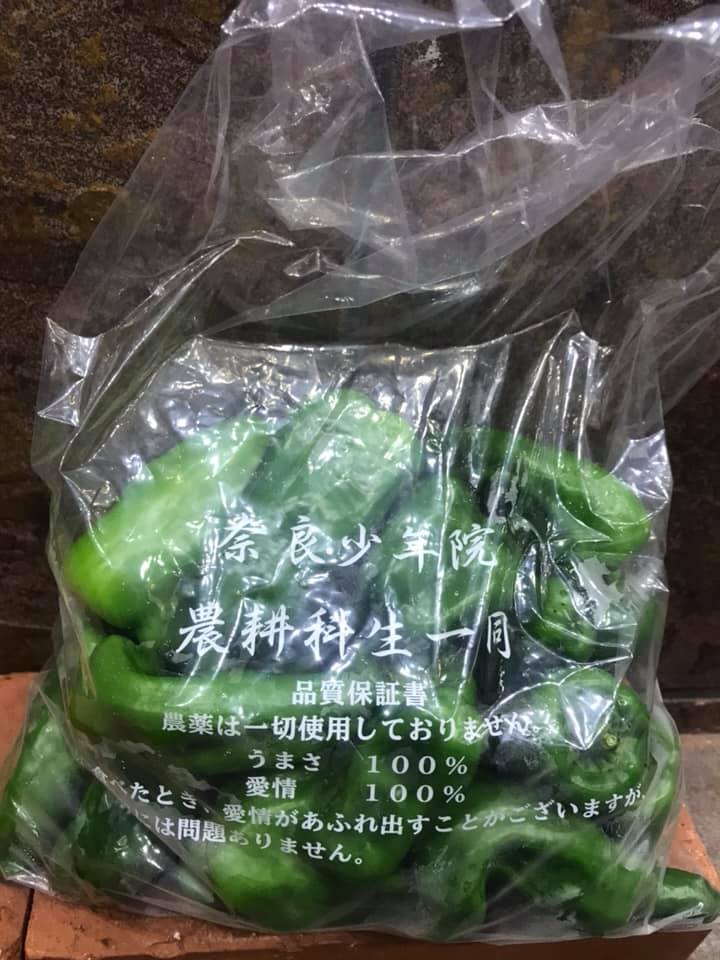 奈良少年院
農耕科生一同
品質保証書
農薬は一切使用しておりません。
うまさ　１００％
愛情　１００％
べたとき、愛情があふれ出すことがございますが、
には問題ありません。